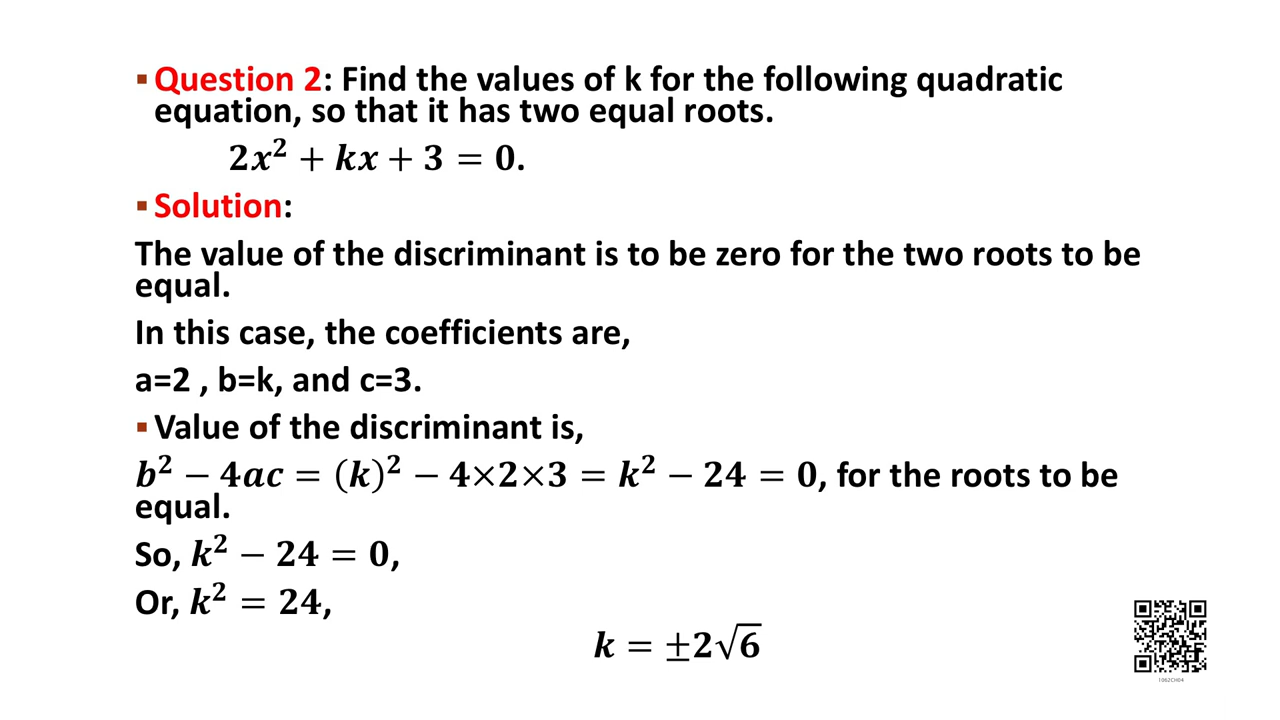 ▪ Question 2: Find the values of k for the following quadratic
equation, so that it has two equal roots.
2x² + kx + 3 = 0.
▪ Solution:
The value of the discriminant is to be zero for the two roots to be
equal.
In this case, the coefficients are,
a=2 , b=k, and c=3.
▪ Value of the discriminant is,
b² − 4ac = (k)² − 4×2×3 = k² − 24 = 0, for the roots to be
equal.
So, k² − 24 = 0,
Or, k² = 24,
k = ±2√6
1062CH04